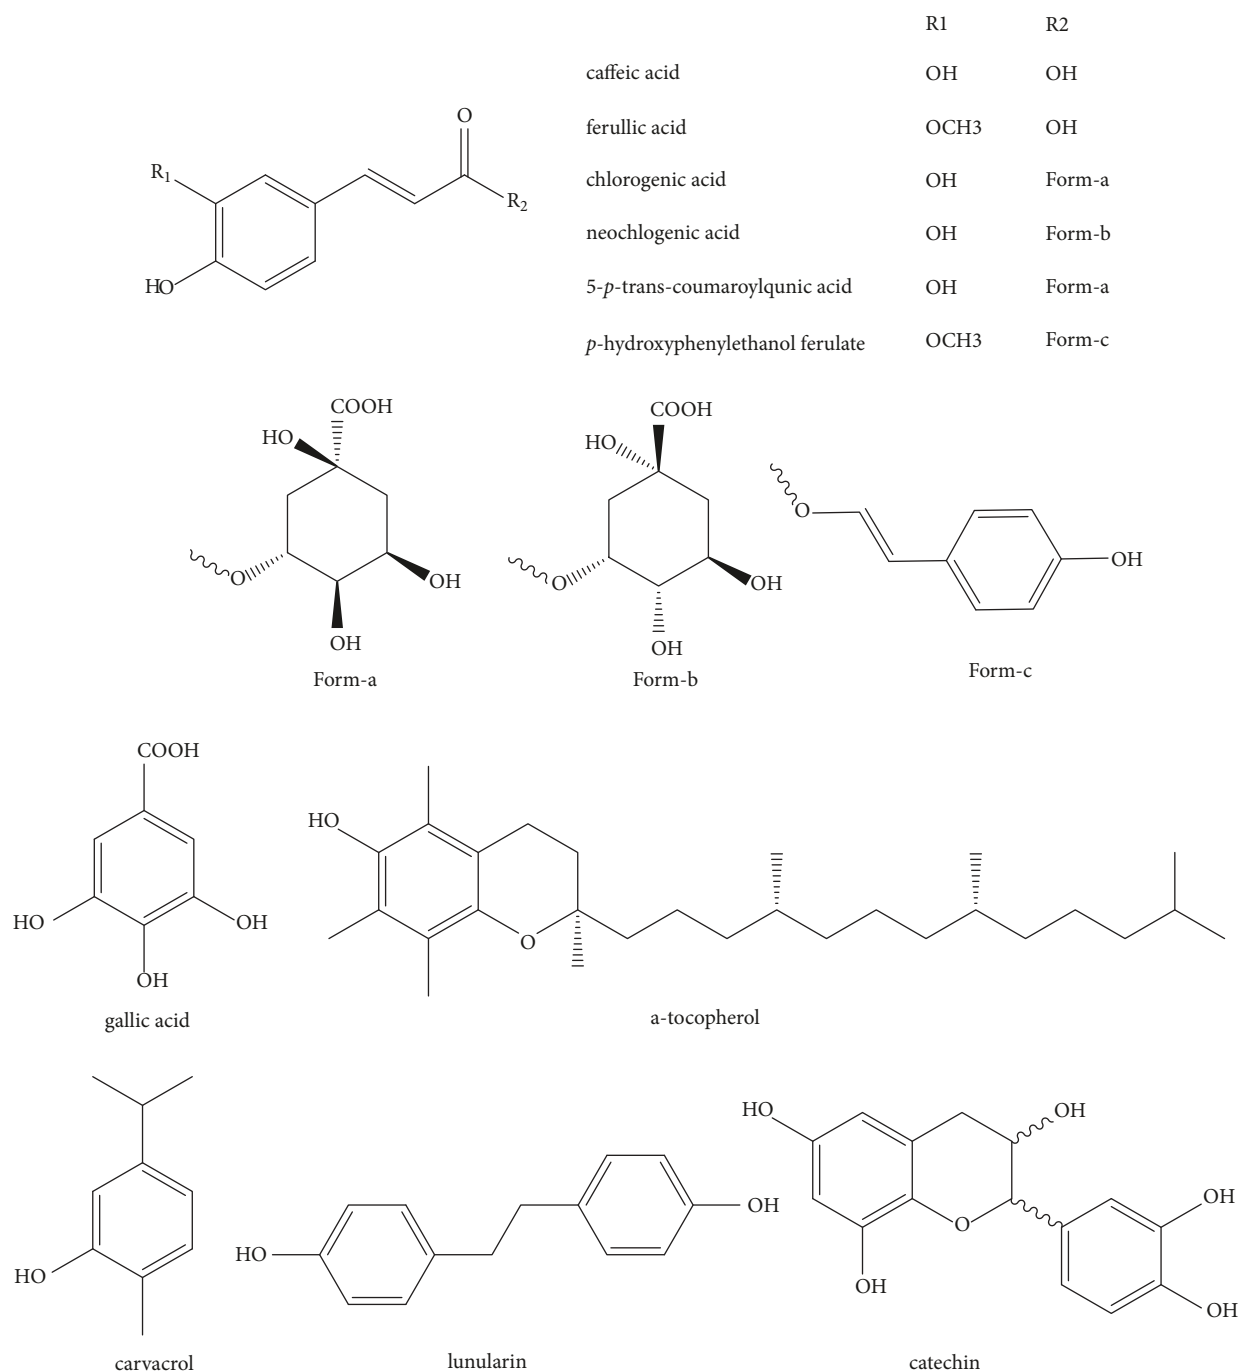 R1 R2
caffeic acid OH OH
ferullic acid OCH3 OH
chlorogenic acid OH Form-a
neochlogenic acid OH Form-b
5-p-trans-coumaroylqunic acid OH Form-a
p-hydroxyphenylethanol ferulate OCH3 Form-c
O
R1
R2
HO
COOH
HO
O
OH
OH
Form-a
COOH
HO
O
OH
OH
Form-b
O
OH
Form-c
COOH
HO
OH
OH
gallic acid
HO
O
a-tocopherol
HO
carvacrol
HO
OH
lunularin
HO
OH
O
OH
OH
OH
catechin